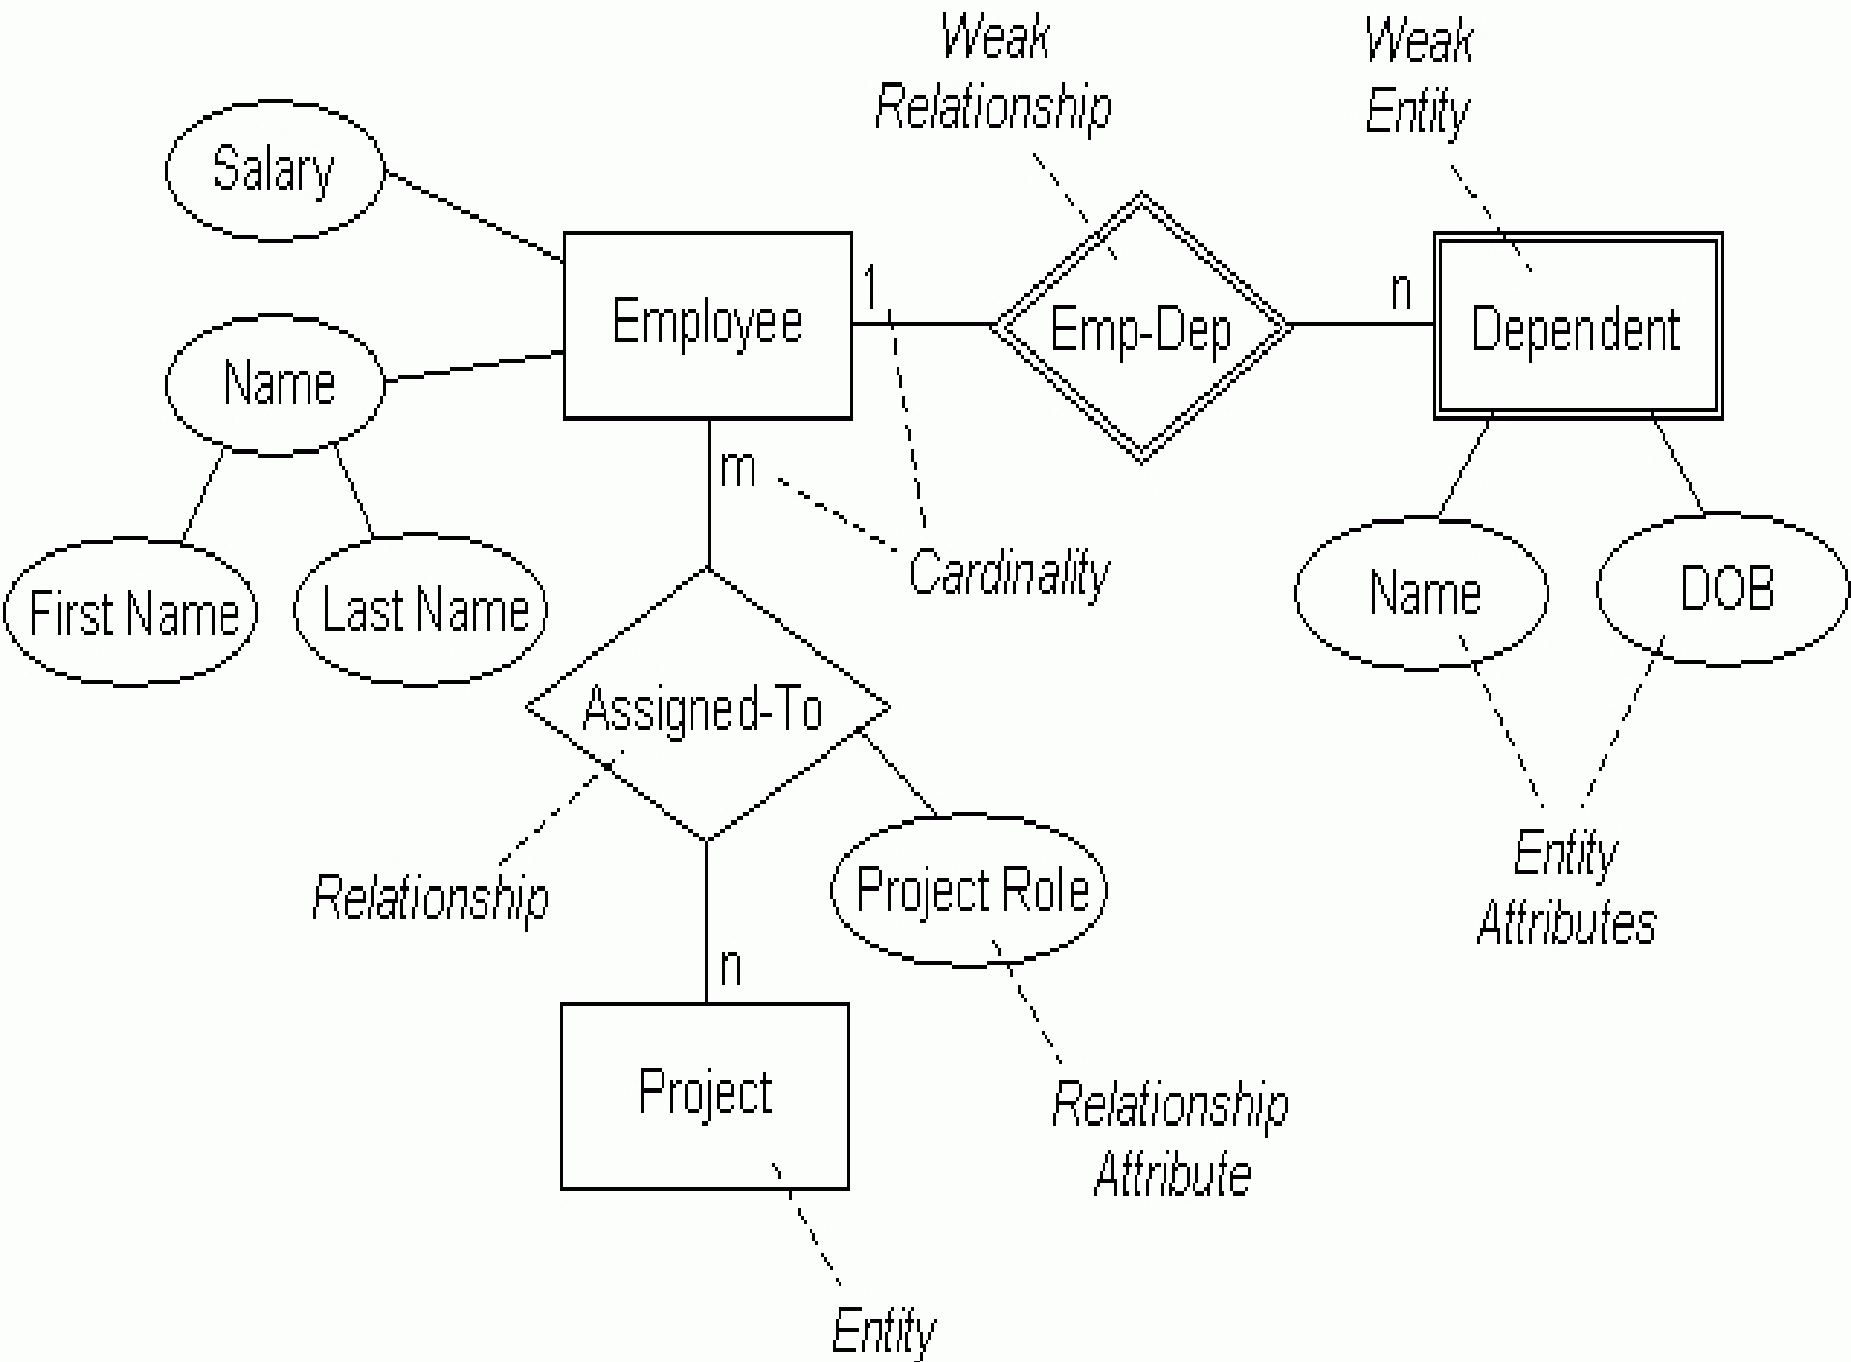 Weak
Relationship
Weak
Entity
Salary
Employee
1
Emp-Dep
n
Dependent
Name
m
First Name
Last Name
Cardinality
Name
DOB
Assigned-To
Relationship
Project Role
Entity
Attributes
n
Project
Relationship
Attribute
Entity